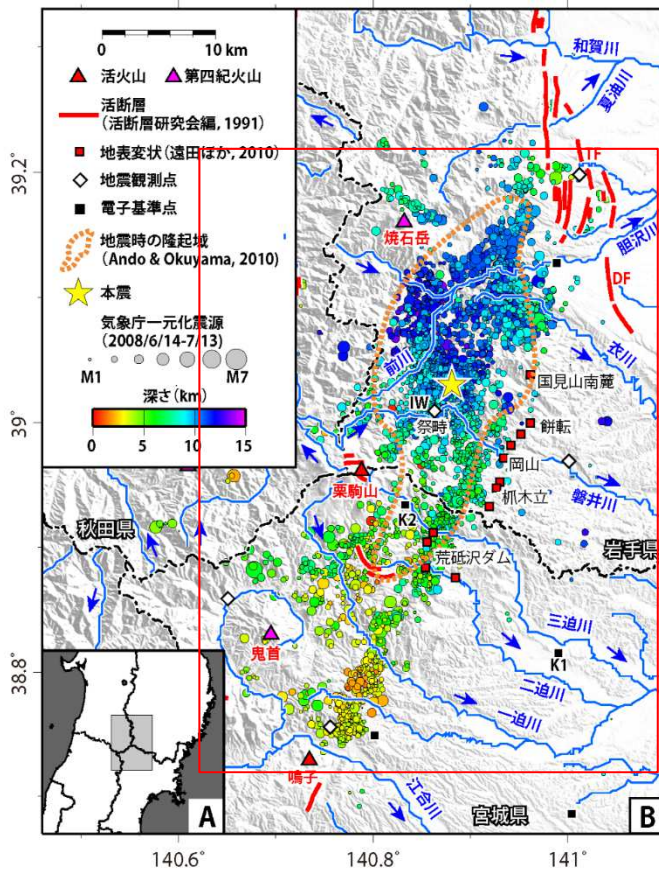 0 10 km
活火山 第四紀火山
活断層
(活断層研究会編, 1991)
地表変状(遠田ほか, 2010)
地震観測点
電子基準点
地震時の隆起域
(Ando & Okuyama, 2010)
本震
気象庁一元化震源
(2008/6/14-7/13)
M1 M7
深さ(km)
0 5 10 15
39.2°
39°
38.8°
140.6°
140.8°
141°
和賀川
夏油川
TF
焼石岳
胆沢川
DF
前川
衣川
国見山南麓
IW
祭畤
餅転
岡山
栗駒山
磐井川
枛木立
K2
秋田県
岩手県
荒砥沢ダム
三迫川
鬼首
K1
二迫川
一迫川
鳴子
江合川
宮城県
A
B